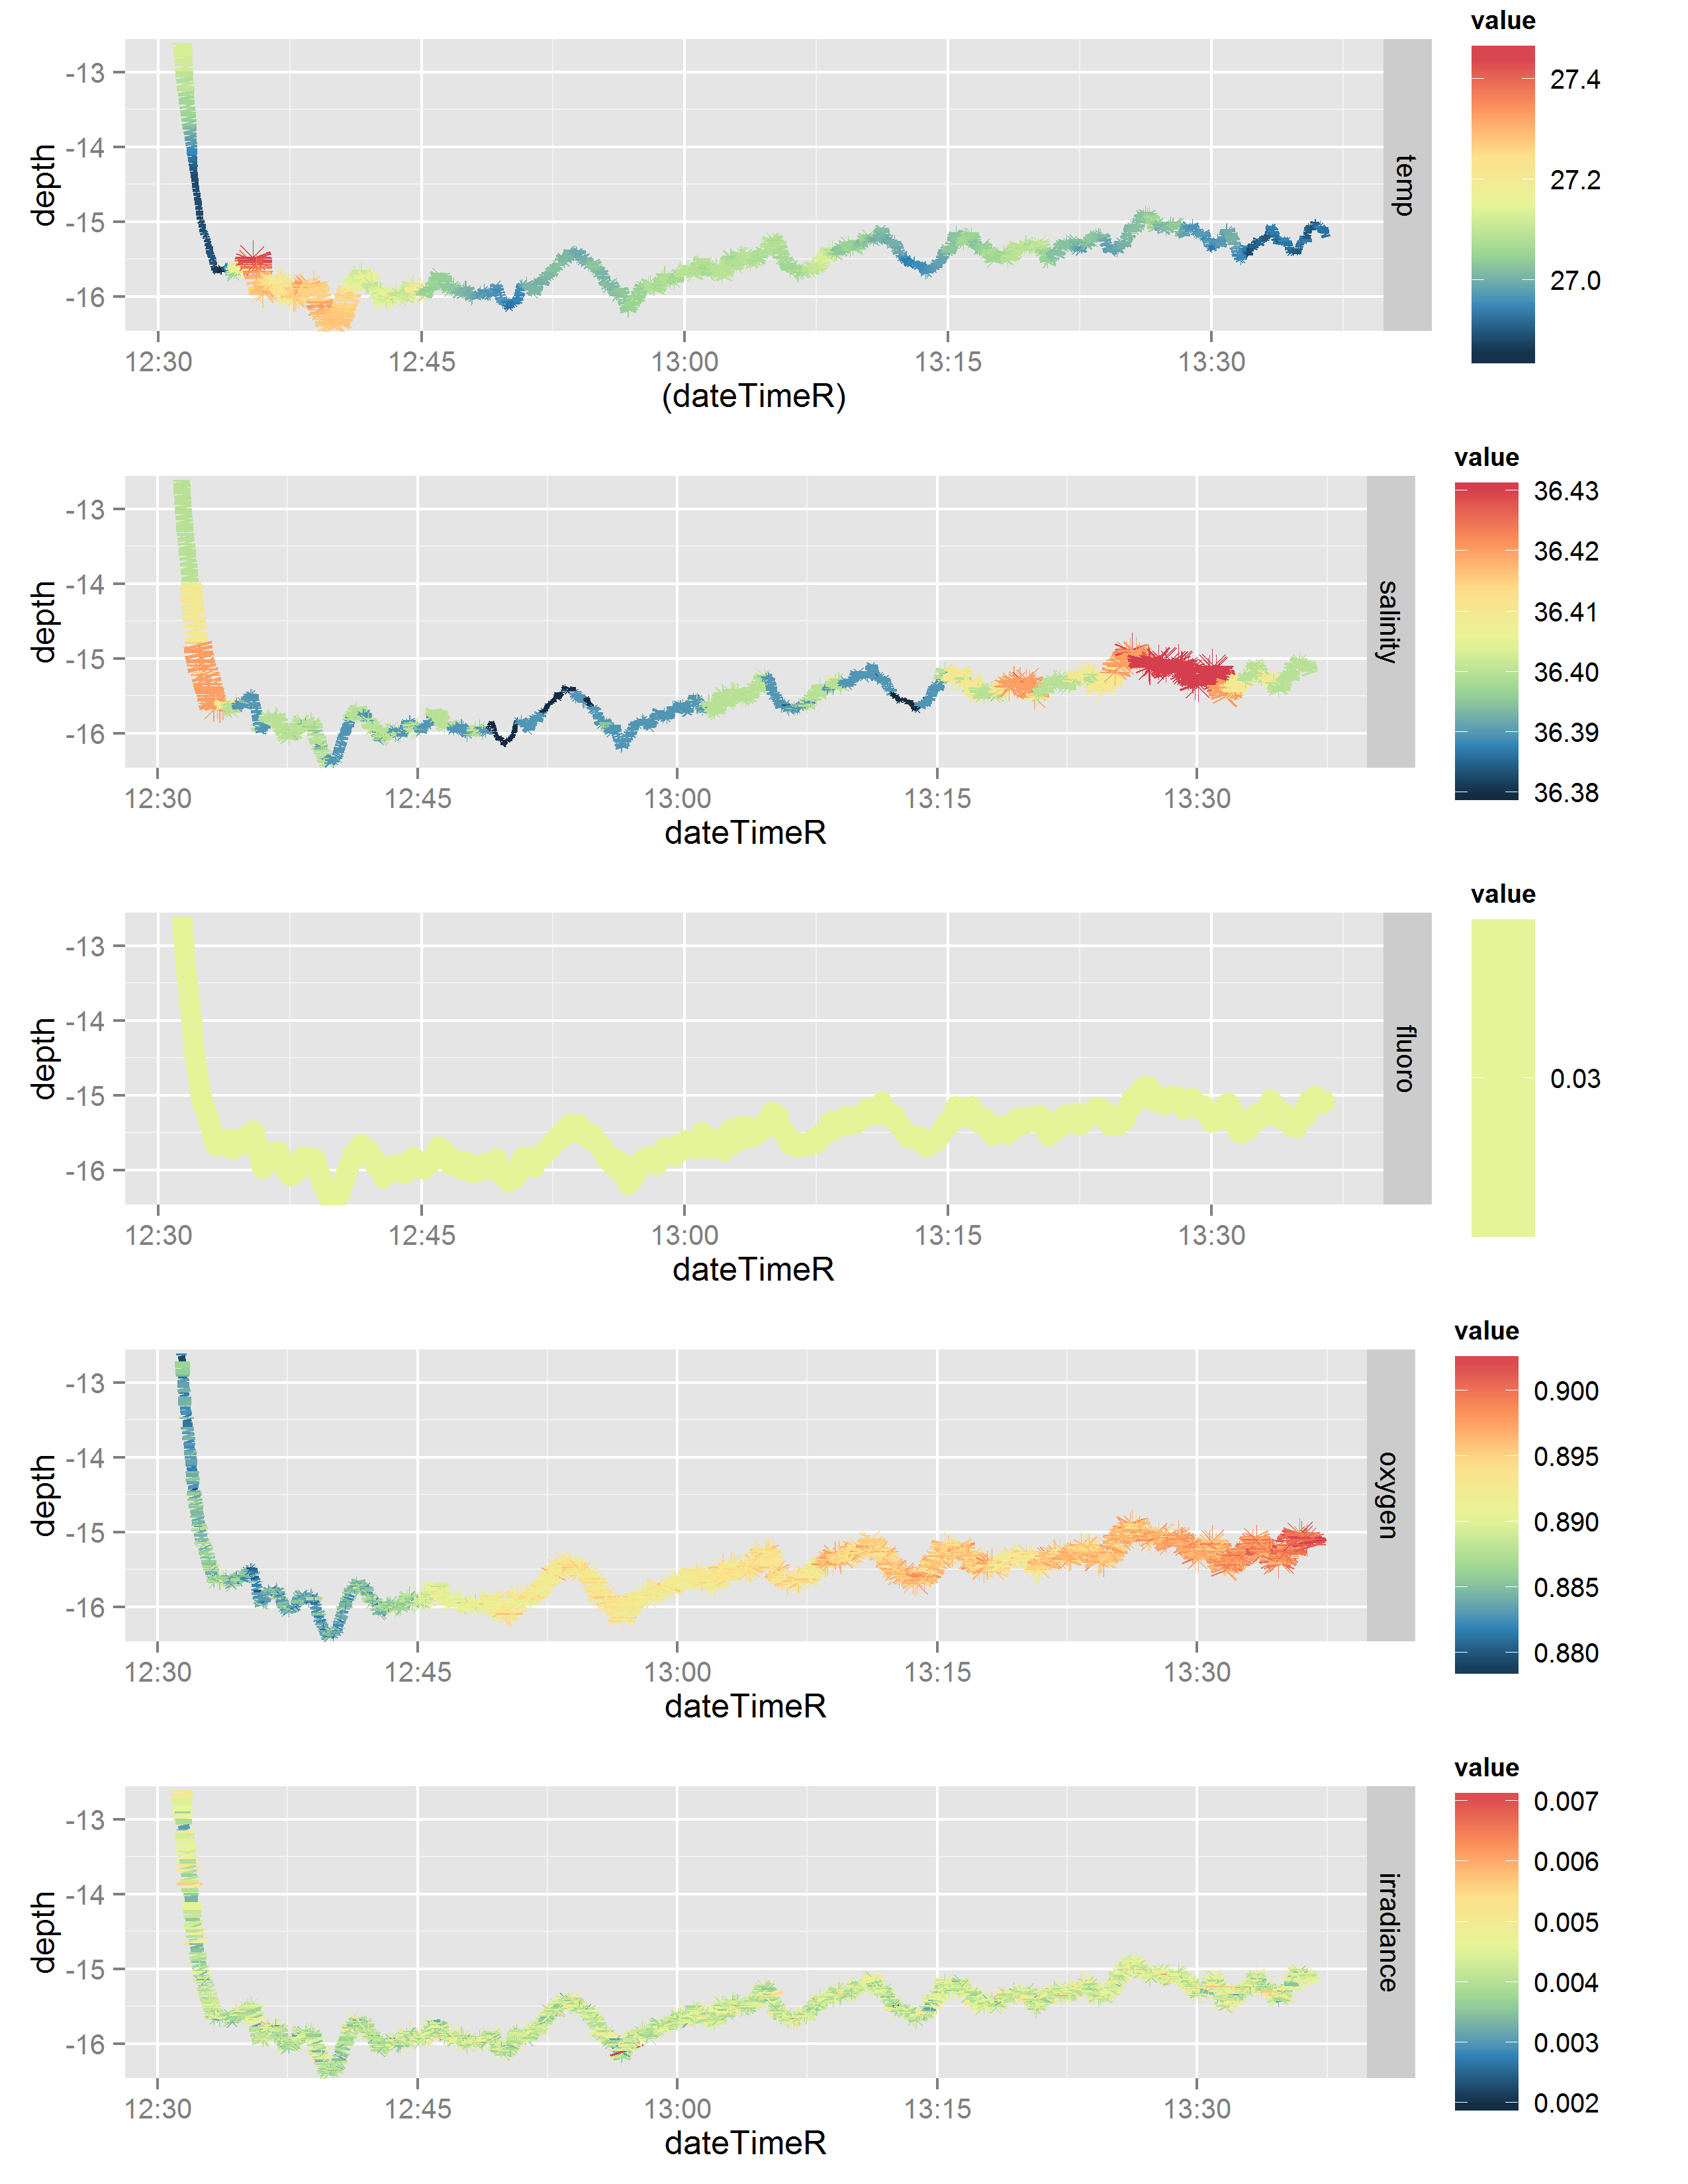 value
-13
-14
-15
-16
depth
temp
27.4
27.2
27.0
12:30 12:45 13:00 13:15 13:30
(dateTimeR)
value
-13
-14
-15
-16
depth
salinity
36.43
36.42
36.41
36.40
36.39
36.38
12:30 12:45 13:00 13:15 13:30
dateTimeR
value
-13
-14
-15
-16
depth
fluoro
0.03
12:30 12:45 13:00 13:15 13:30
dateTimeR
value
-13
-14
-15
-16
depth
oxygen
0.900
0.895
0.890
0.885
0.880
12:30 12:45 13:00 13:15 13:30
dateTimeR
value
-13
-14
-15
-16
depth
irradiance
0.007
0.006
0.005
0.004
0.003
0.002
12:30 12:45 13:00 13:15 13:30
dateTimeR